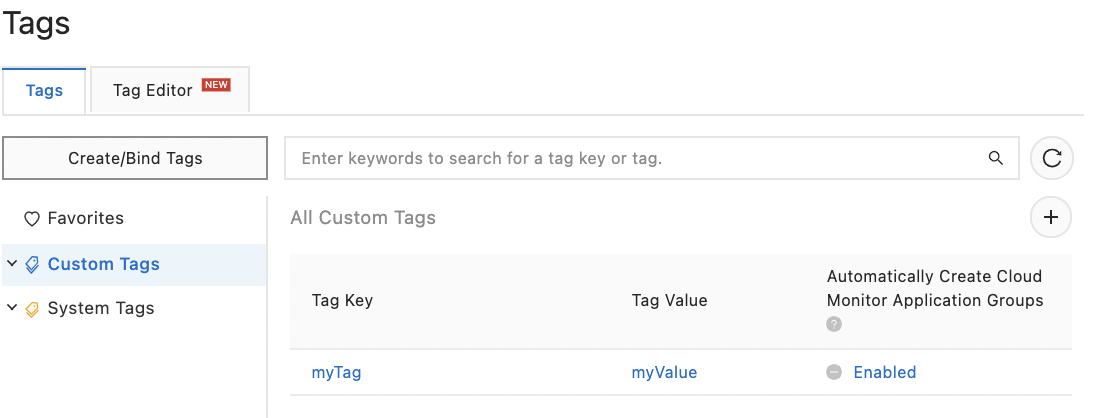 Tags
Tags
Tag Editor NEW
Create/Bind Tags
Enter keywords to search for a tag key or tag.
Favorites
All Custom Tags
Custom Tags
System Tags
Tag Key
Tag Value
Automatically Create Cloud
Monitor Application Groups
?
myTag
myValue
Enabled